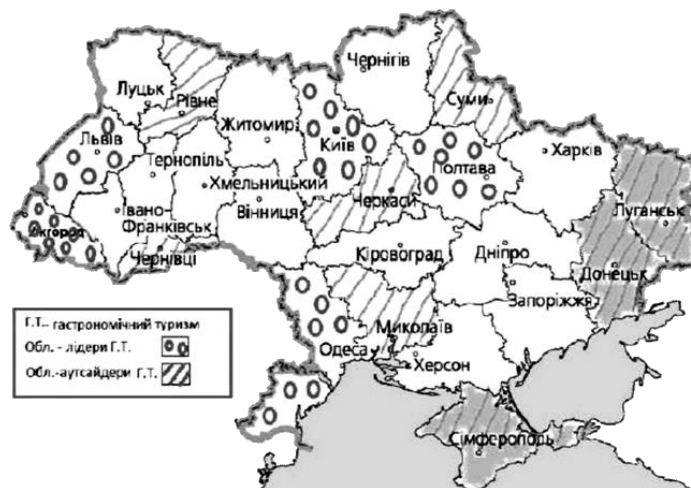 Чернігів
Луцьк
Рівне
Суми
Житомир
Київ
Львів
Харків
Тернопіль
Полтава
Хмельницький
Черкаси
Луганськ
Івано-
Франківськ
Вінниця
Ужгород
Чернівці
Кіровоград
Дніпро
Донецьк
Запоріжжя
Г.Т.- гастрономічний туризм
Обл. - лідери Г.Т.
Обл.-аутсайдери Г.Т.
Миколаїв
Одеса
Херсон
Сімферополь